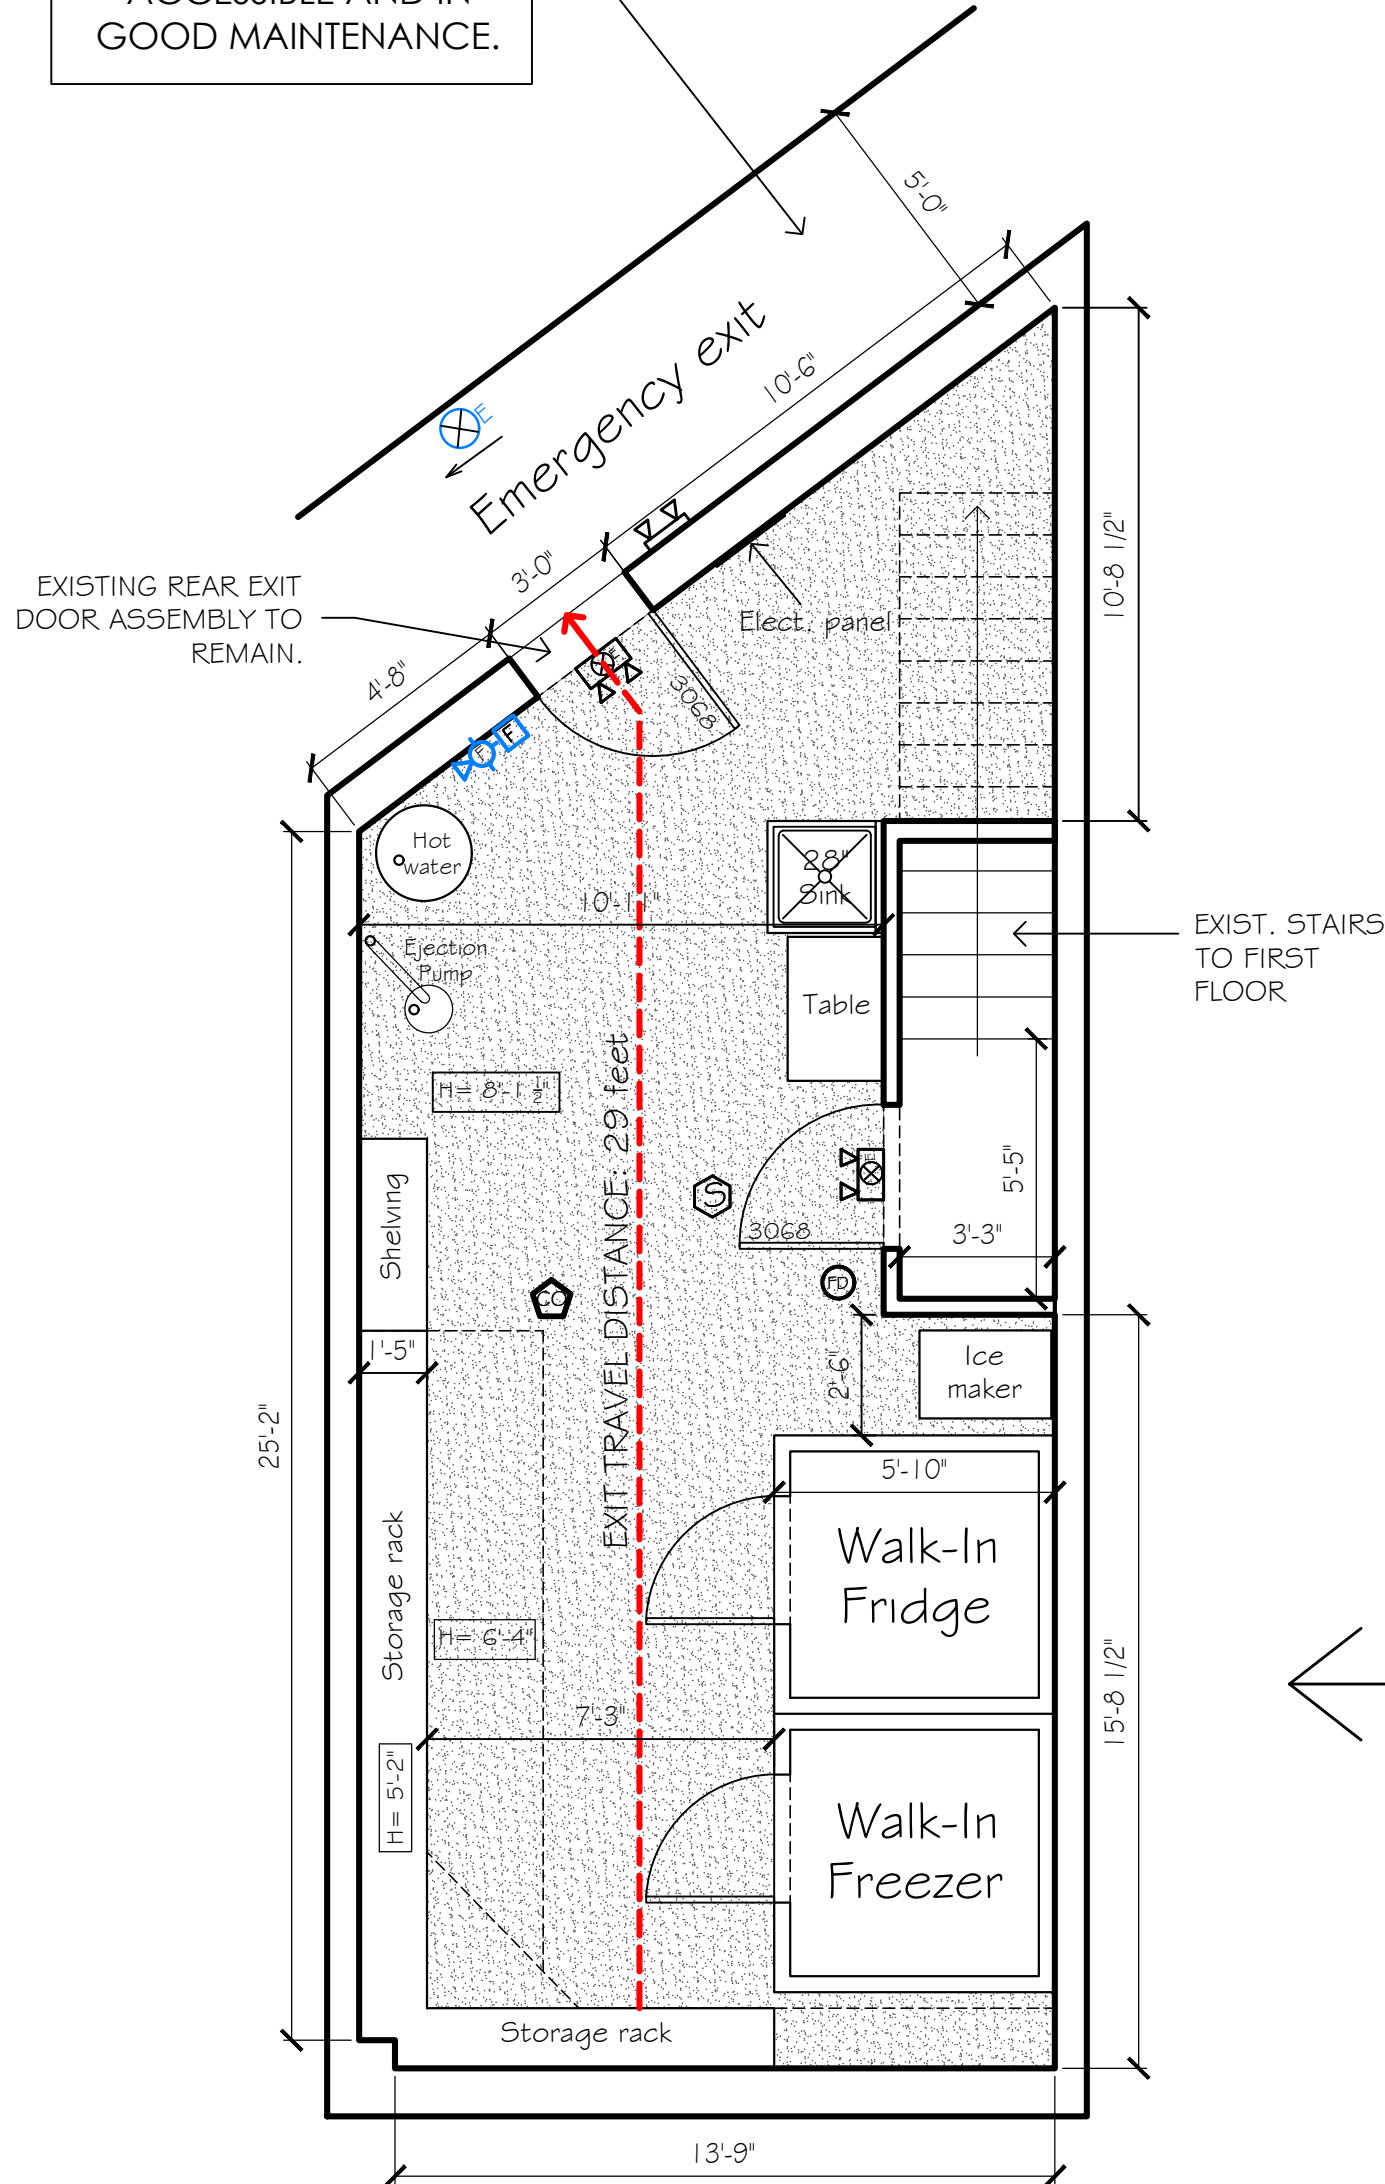 GOOD MAINTENANCE.
5'-0"
10'-6"
Emergency exit
E
3'-0"
EXISTING REAR EXIT
DOOR ASSEMBLY TO
REMAIN.
4'-8"
10'-8 1/2"
Elect. panel
3068
F
F
Hot
water
28"
Sink
10'-11"
Ejection
Pump
Table
EXIST. STAIRS
TO FIRST
FLOOR
H= 8'-1 1/2"
EXIT TRAVEL DISTANCE: 29 feet
Shelving
S
3068
5'-5"
3'-3"
FD
CO
1'-5"
2'-6"
Ice
maker
25'-2"
5'-10"
Walk-In
Fridge
Storage rack
H= 6'-4"
7'-3"
15'-8 1/2"
H= 5'-2"
Walk-In
Freezer
Storage rack
13'-9"